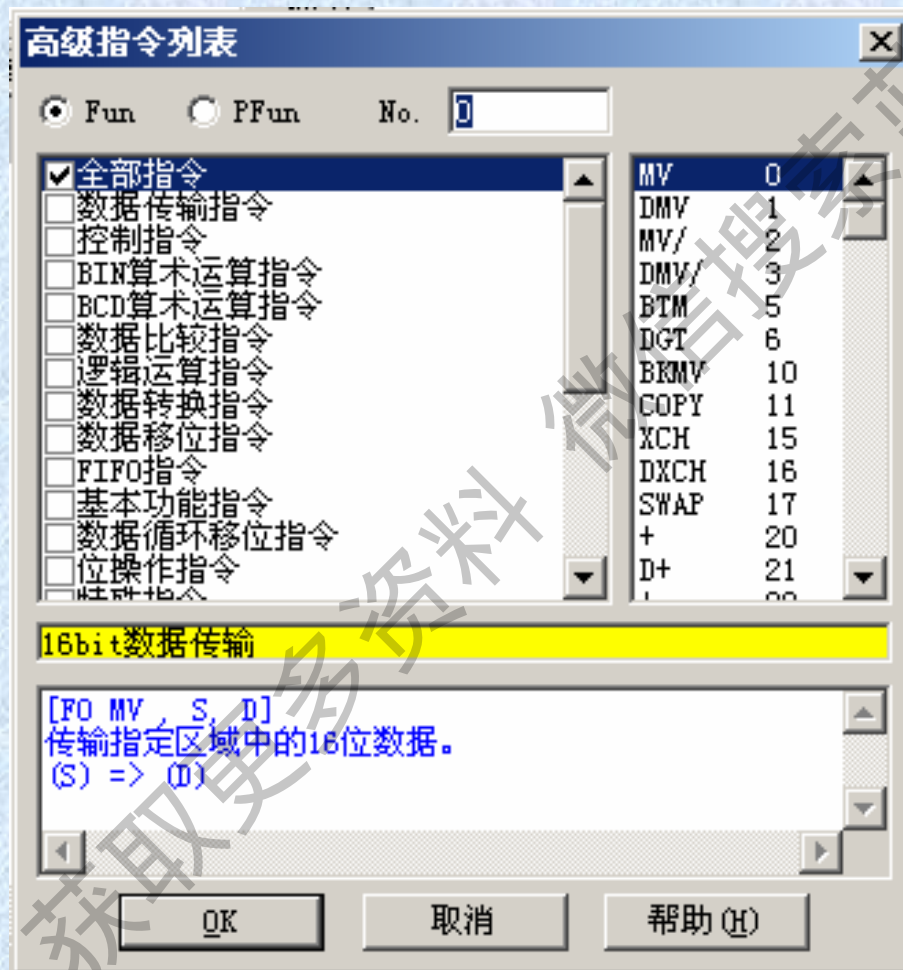 高级指令列表
Fun PFun No. 0
全部指令
数据传输指令
控制指令
BIN算术运算指令
BCD算术运算指令
数据比较指令
逻辑运算指令
数据转换指令
数据移位指令
FIFO指令
基本功能指令
数据循环移位指令
位操作指令
特殊指令
MV 0
DMV 1
MV/ 2
DMV/ 3
BTM 5
DGT 6
BKMV 10
COPY 11
XCH 15
DXCH 16
SWAP 17
+ 20
D+ 21
16bit数据传输
[F0 MV , S, D]
传输指定区域中的16位数据。
(S) => (D)
OK 取消 帮助(H)
获取更多资料 微信搜索